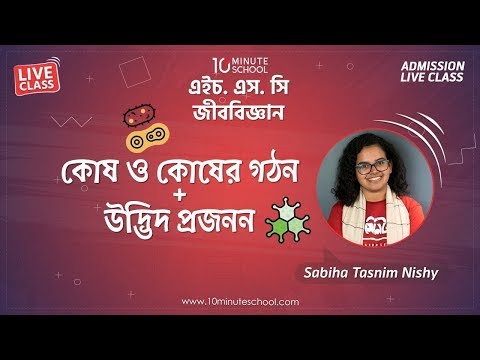 LIVE
CLASS
10 MINUTE
SCHOOL
ADMISSION
LIVE CLASS
এইচ. এস. সি
জীববিজ্ঞান
কোষ ও কোষের গঠন
+
উদ্ভিদ প্রজনন
Sabiha Tasnim Nishy
www.10minuteschool.com